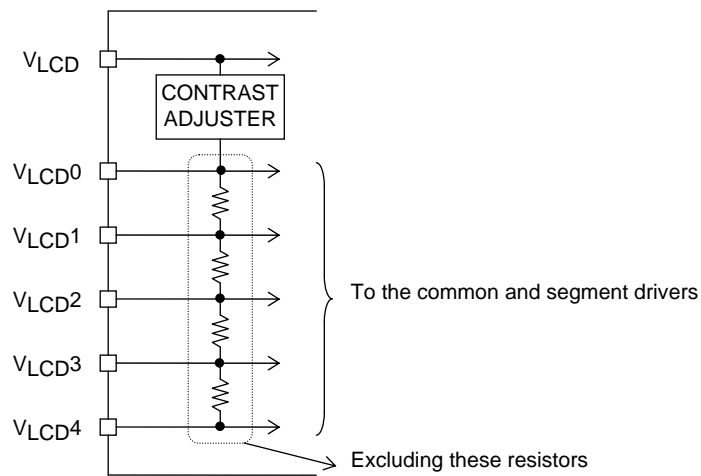 VLCD
CONTRAST
ADJUSTER
VLCD0
VLCD1
VLCD2
To the common and segment drivers
VLCD3
VLCD4
Excluding these resistors